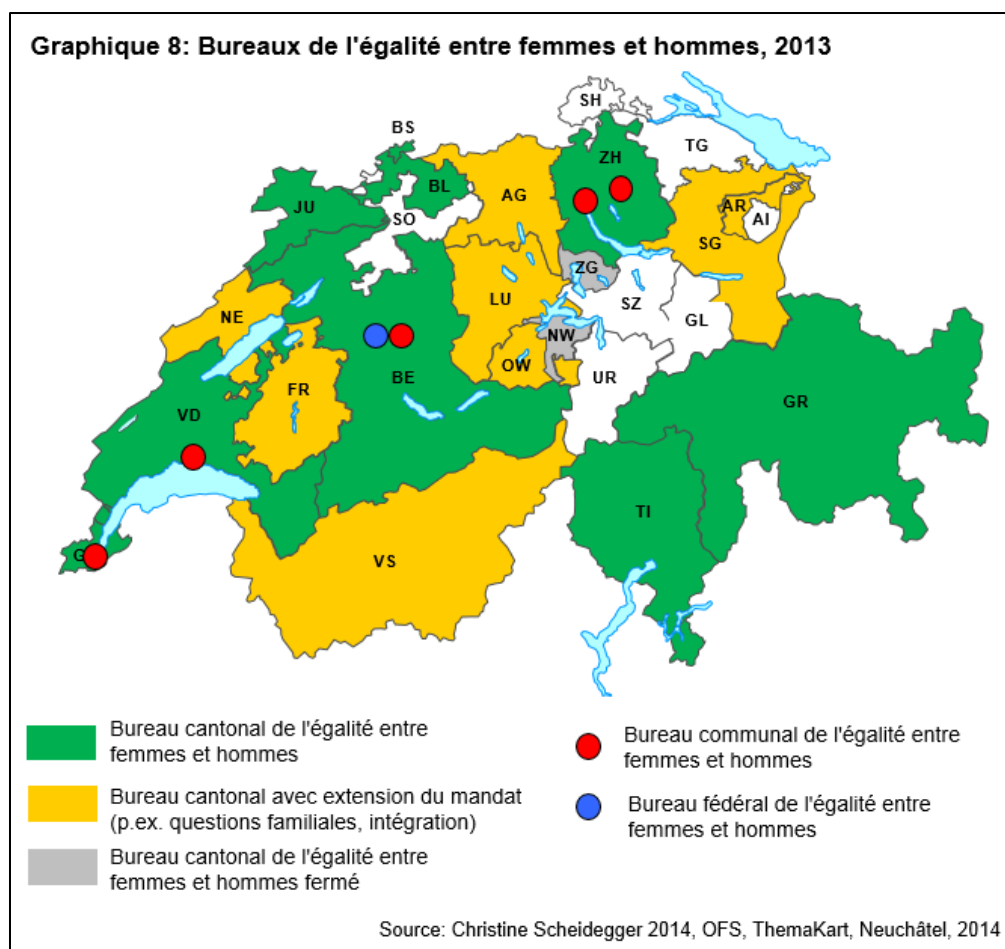 Graphique 8: Bureaux de l'égalité entre femmes et hommes, 2013
SH
BS
TG
ZH
BL
AG
JU
AR
AI
SO
SG
ZG
LU
SZ
NE
GL
NW
OW
UR
FR
BE
GR
VD
TI
G
VS
Bureau cantonal de l'égalité entre
femmes et hommes
Bureau cantonal avec extension du mandat
(p.ex. questions familiales, intégration)
Bureau cantonal de l'égalité entre
femmes et hommes fermé
Bureau communal de l'égalité entre
femmes et hommes
Bureau fédéral de l'égalité entre
femmes et hommes
Source: Christine Scheidegger 2014, OFS, ThemaKart, Neuchâtel, 2014